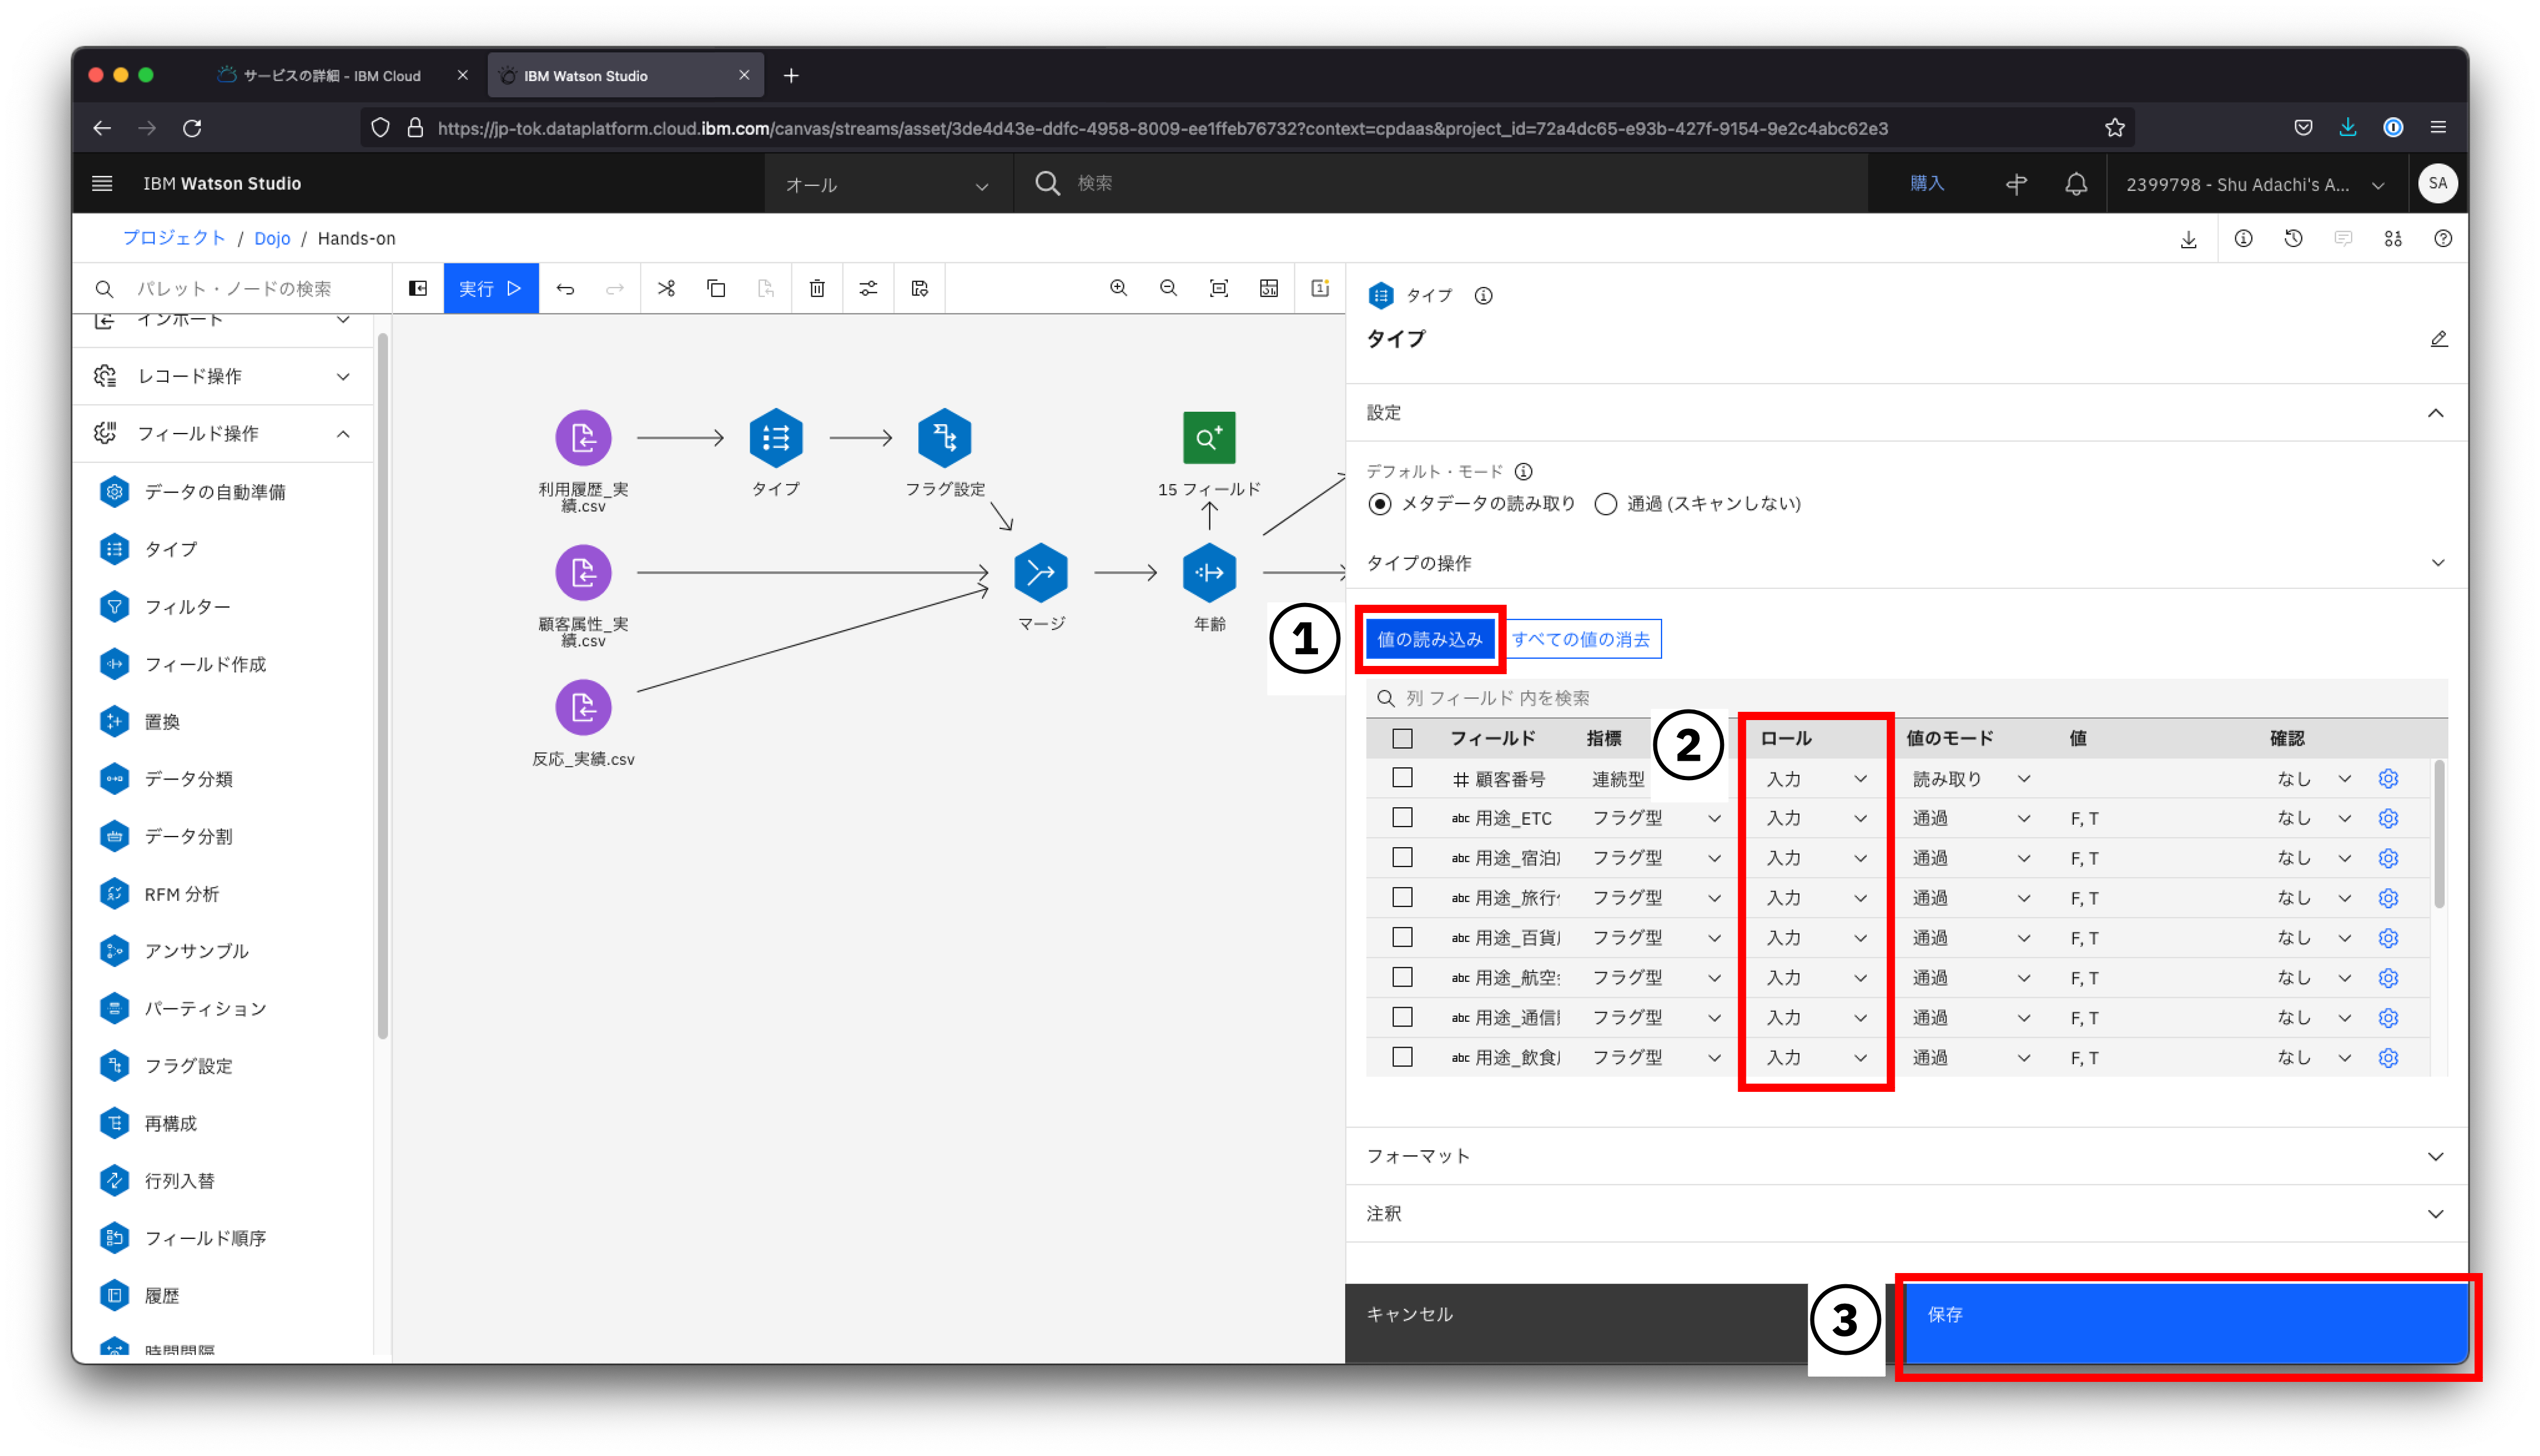 サービスの詳細 - IBM Cloud
IBM Watson Studio
https://jp-tok.dataplatform.cloud.ibm.com/canvas/streams/asset/3de4d43e-ddfc-4958-8009-ee1ffeb76732?context=cpdaas&project_id=72a4dc65-e93b-427f-9154-9e2c4abc62e3
IBM Watson Studio
オール
検索
購入
2399798 - Shu Adachi's A...
SA
プロジェクト / Dojo / Hands-on
パレット・ノードの検索
実行
インポート
レコード操作
フィールド操作
データの自動準備
タイプ
フィルター
フィールド作成
置換
データ分類
データ分割
RFM 分析
アンサンブル
パーティション
フラグ設定
再構成
行列入替
フィールド順序
履歴
時間間隔
利用履歴_実
績.csv
タイプ
フラグ設定
15 フィールド
顧客属性_実
績.csv
マージ
年齢
反応_実績.csv
タイプ
タイプ
設定
デフォルト・モード
メタデータの読み取り 通過 (スキャンしない)
タイプの操作
1
値の読み込み すべての値の消去
列 フィールド 内を検索
2
フィールド 指標 ロール 値のモード 値 確認
# 顧客番号 連続型 入力 読み取り なし
abc 用途_ETC フラグ型 入力 通過 F, T なし
abc 用途_宿泊 フラグ型 入力 通過 F, T なし
abc 用途_旅行 フラグ型 入力 通過 F, T なし
abc 用途_百貨 フラグ型 入力 通過 F, T なし
abc 用途_航空 フラグ型 入力 通過 F, T なし
abc 用途_通信 フラグ型 入力 通過 F, T なし
abc 用途_飲食 フラグ型 入力 通過 F, T なし
フォーマット
注釈
キャンセル
3
保存